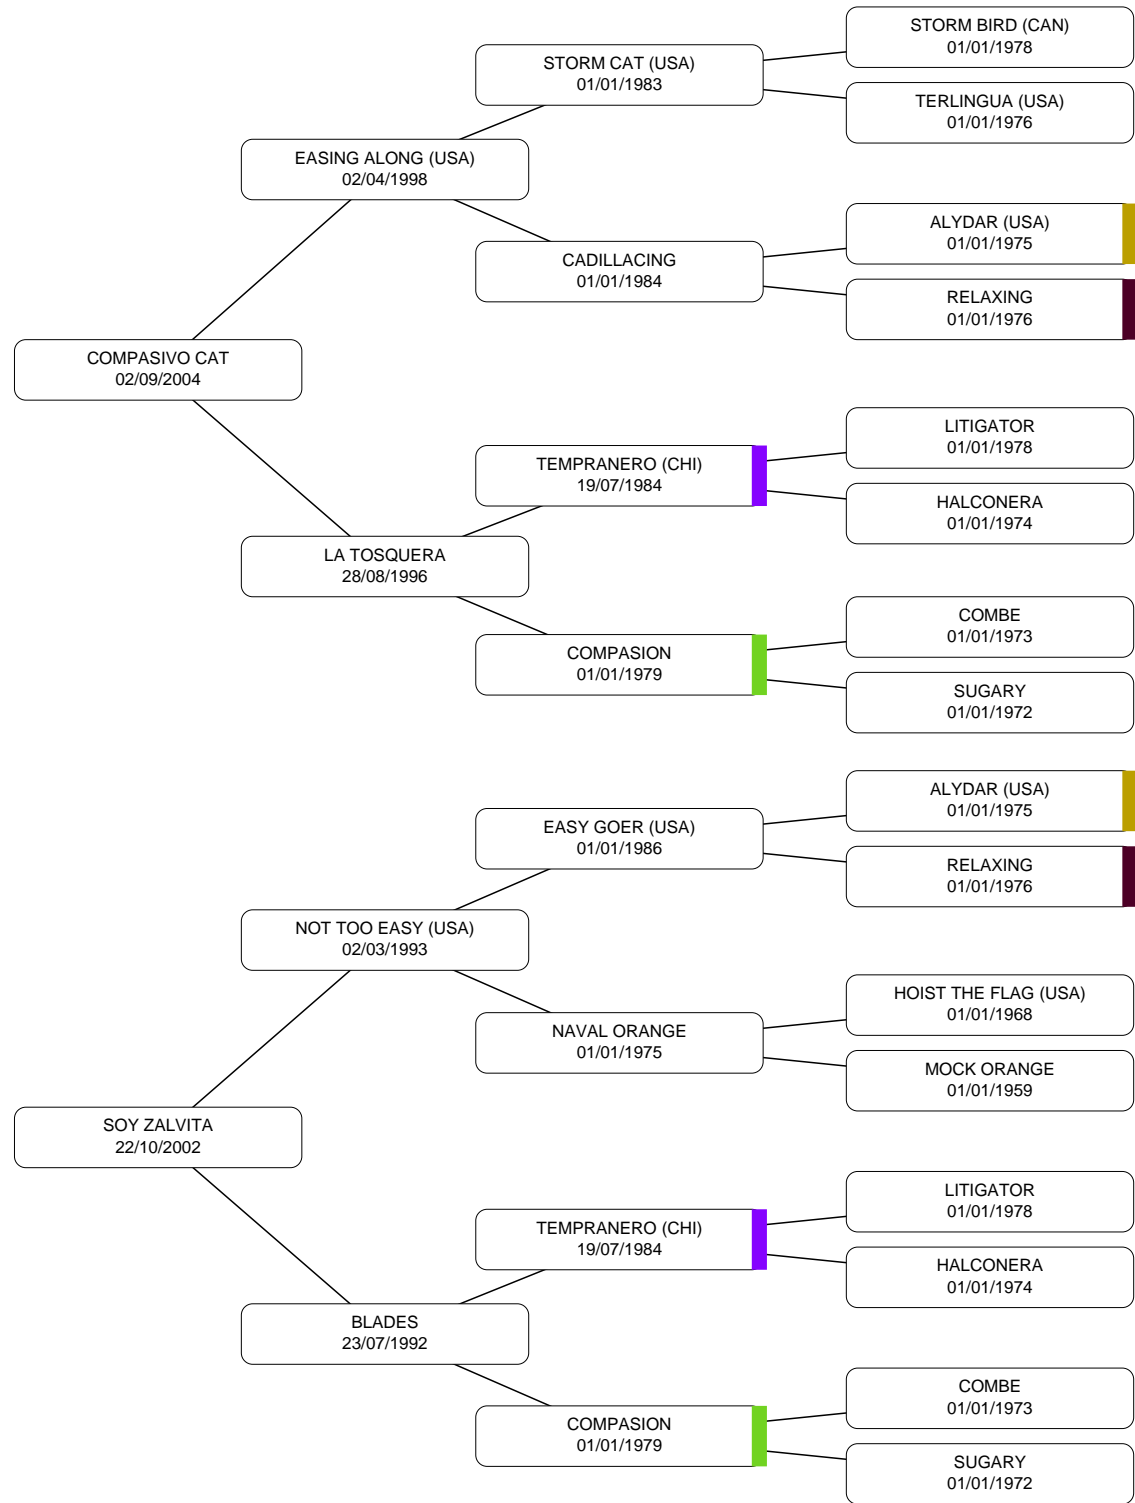 STORM BIRD (CAN)
01/01/1978
STORM CAT (USA)
01/01/1983
TERLINGUA (USA)
01/01/1976
EASING ALONG (USA)
02/04/1998
ALYDAR (USA)
01/01/1975
CADILLACING
01/01/1984
RELAXING
01/01/1976
COMPASIVO CAT
02/09/2004
LITIGATOR
01/01/1978
TEMPRANERO (CHI)
19/07/1984
HALCONERA
01/01/1974
LA TOSQUERA
28/08/1996
COMBE
01/01/1973
COMPASION
01/01/1979
SUGARY
01/01/1972
ALYDAR (USA)
01/01/1975
EASY GOER (USA)
01/01/1986
RELAXING
01/01/1976
NOT TOO EASY (USA)
02/03/1993
HOIST THE FLAG (USA)
01/01/1968
NAVAL ORANGE
01/01/1975
MOCK ORANGE
01/01/1959
SOY ZALVITA
22/10/2002
LITIGATOR
01/01/1978
TEMPRANERO (CHI)
19/07/1984
HALCONERA
01/01/1974
BLADES
23/07/1992
COMBE
01/01/1973
COMPASION
01/01/1979
SUGARY
01/01/1972